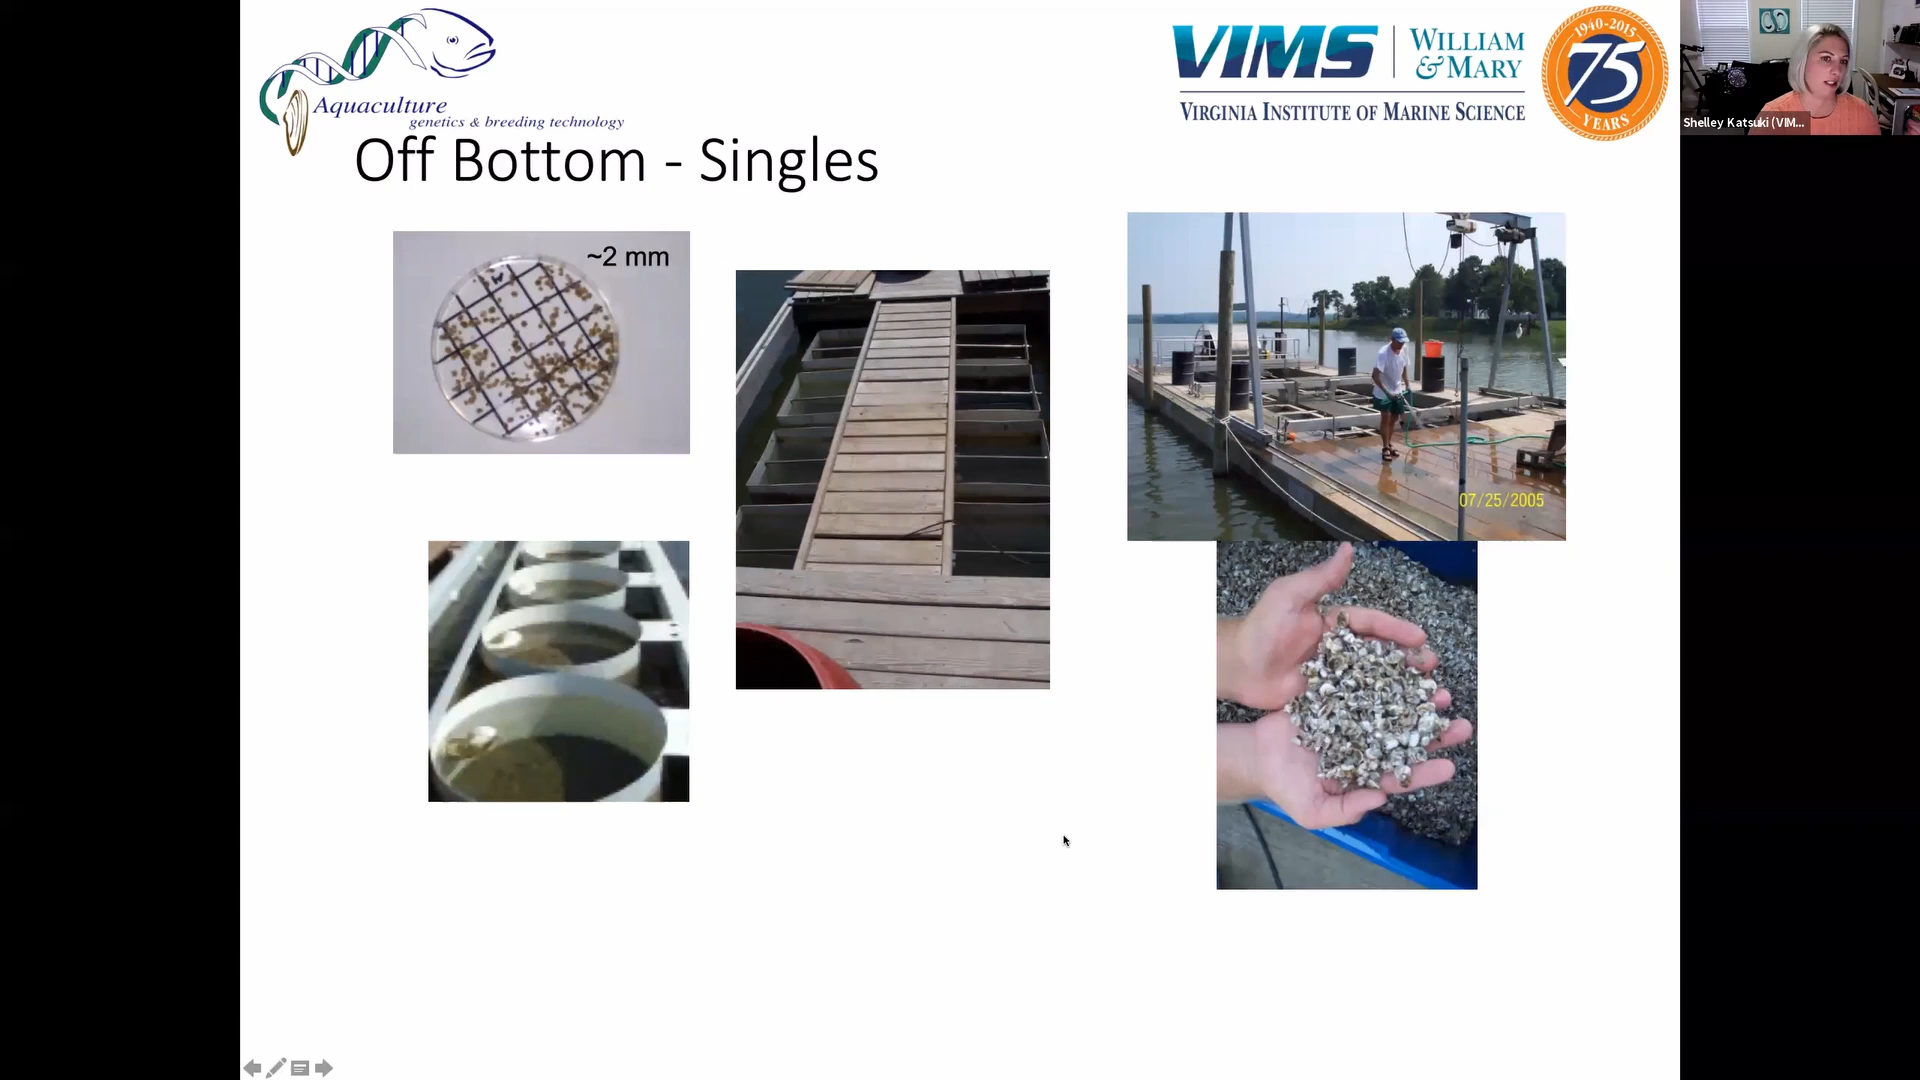 Aquaculture
genetics & breeding technology
VIMS
WILLIAM
& MARY
VIRGINIA INSTITUTE OF MARINE SCIENCE
1940-2015
75
YEARS
Shelley Katsuki (VIM...
Off Bottom - Singles
~2 mm
07/25/2005